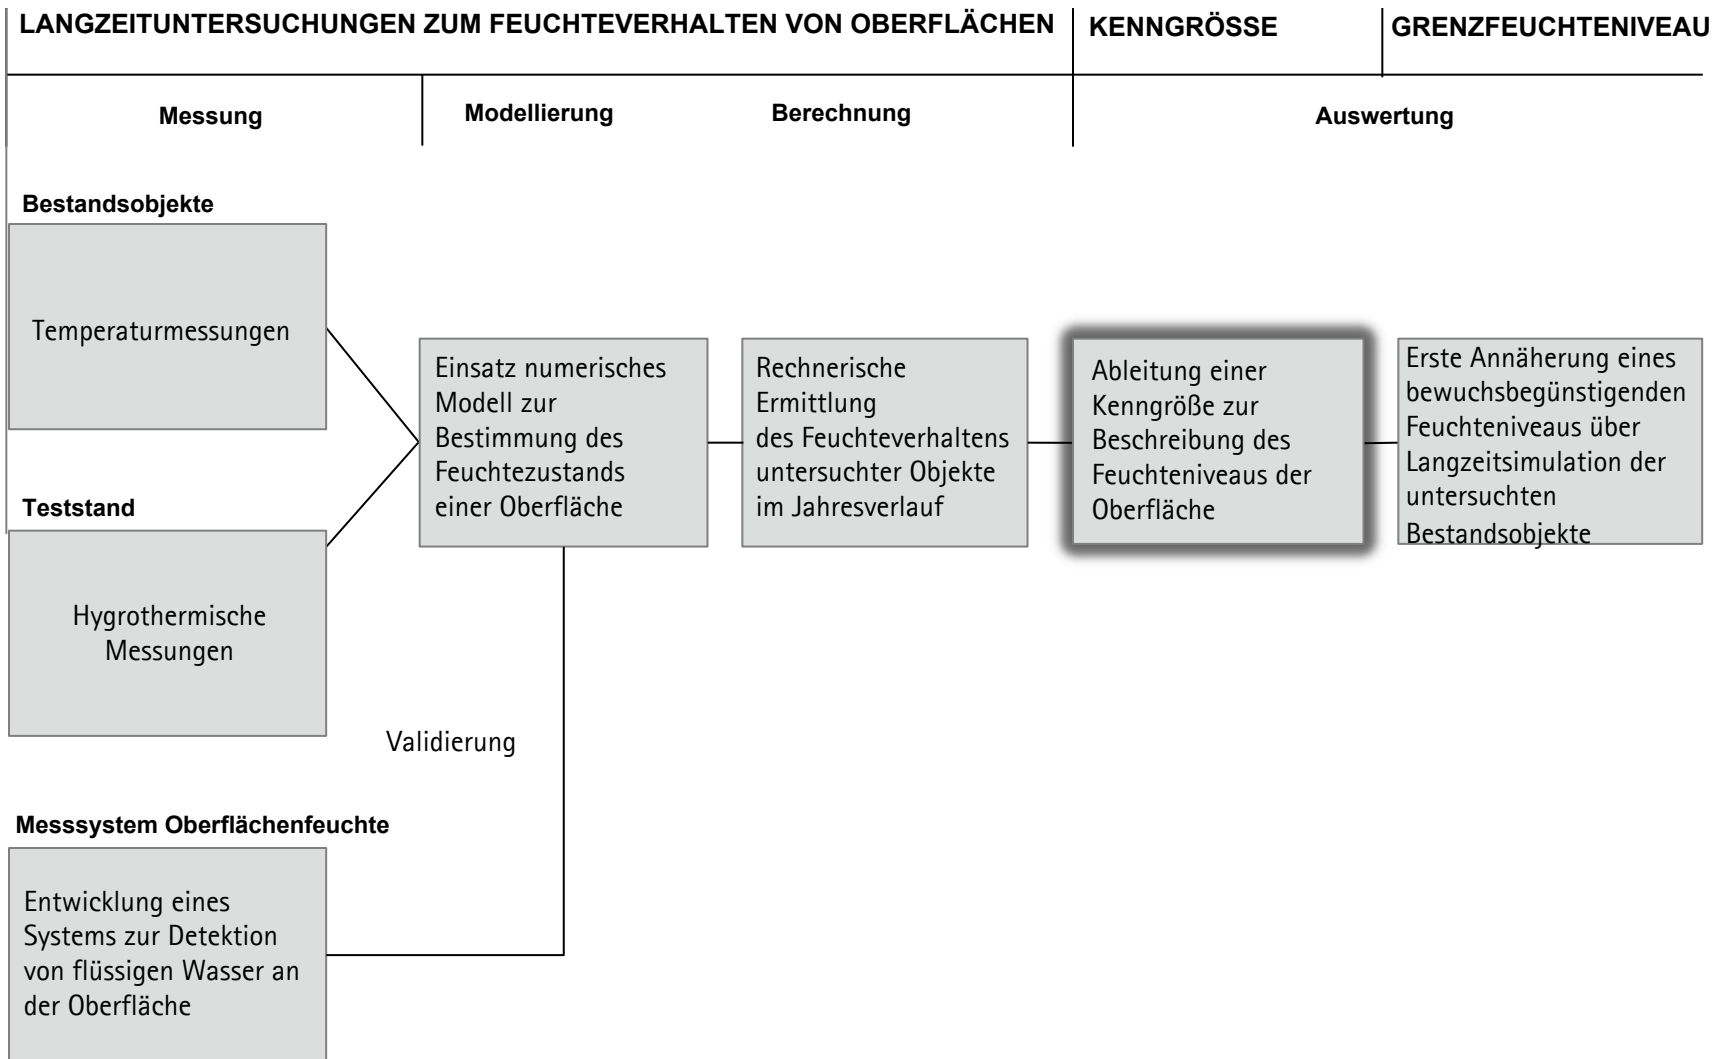 LANGZEITUNTERSUCHUNGEN ZUM FEUCHTEVERHALTEN VON OBERFLÄCHEN
KENNGRÖSSE
GRENZFEUCHTENIVEAU
Messung
Modellierung
Berechnung
Auswertung
Bestandsobjekte
Temperaturmessungen
Teststand
Hygrothermische
Messungen
Messsystem Oberflächenfeuchte
Entwicklung eines
Systems zur Detektion
von flüssigen Wasser an
der Oberfläche
Validierung
Einsatz numerisches
Modell zur
Bestimmung des
Feuchtezustands
einer Oberfläche
Rechnerische
Ermittlung
des Feuchteverhaltens
untersuchter Objekte
im Jahresverlauf
Ableitung einer
Kenngröße zur
Beschreibung des
Feuchteniveaus der
Oberfläche
Erste Annäherung eines
bewuchsbegünstigenden
Feuchteniveaus über
Langzeitsimulation der
untersuchten
Bestandsobjekte